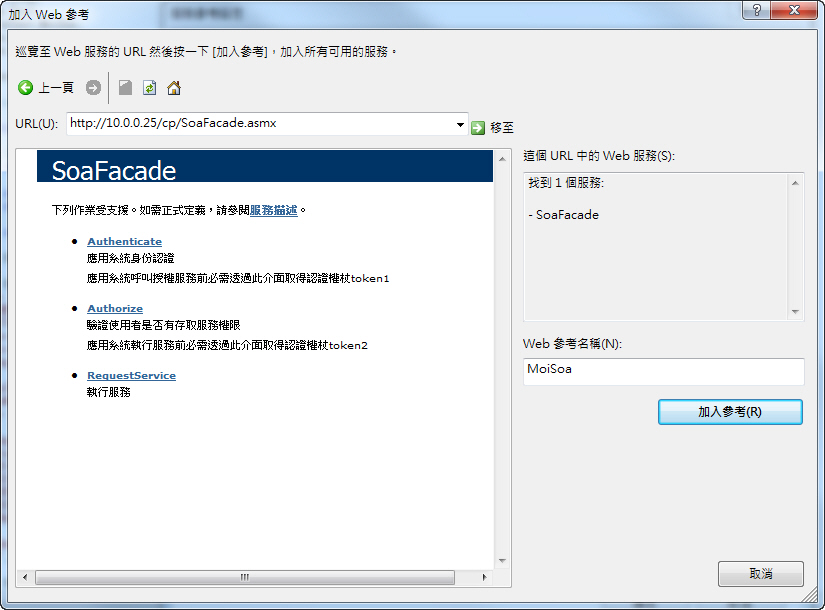 加入 Web 參考
巡覽至 Web 服務的 URL 然後按一下 [加入參考]，加入所有可用的服務。
上一頁
URL(U): http://10.0.0.25/cp/SoaFacade.asmx 移至
SoaFacade
下列作業受支援。如需正式定義，請參閱服務描述。
Authenticate
應用系統身份認證
應用系統呼叫授權服務前必需透過此介面取得認證權杖token1
Authorize
驗證使用者是否有存取服務權限
應用系統執行服務前必需透過此介面取得認證權杖token2
RequestService
執行服務
這個 URL 中的 Web 服務(S):
找到 1 個服務:
- SoaFacade
Web 參考名稱(N):
MoiSoa
加入參考(R)
取消